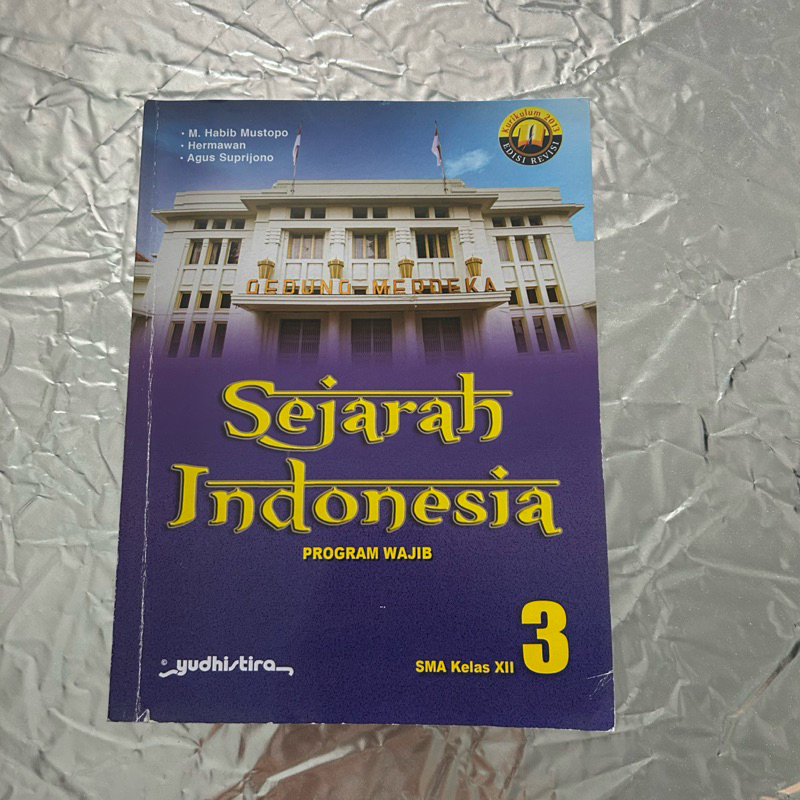 • M. Habib Mustopo
• Hermawan
• Agus Suprijono
Kurikulum 2013
EDISI REVISI
GEDUNG MERDEKA
Sejarah
Indonesia
PROGRAM WAJIB
yudhistira
SMA Kelas XII 3